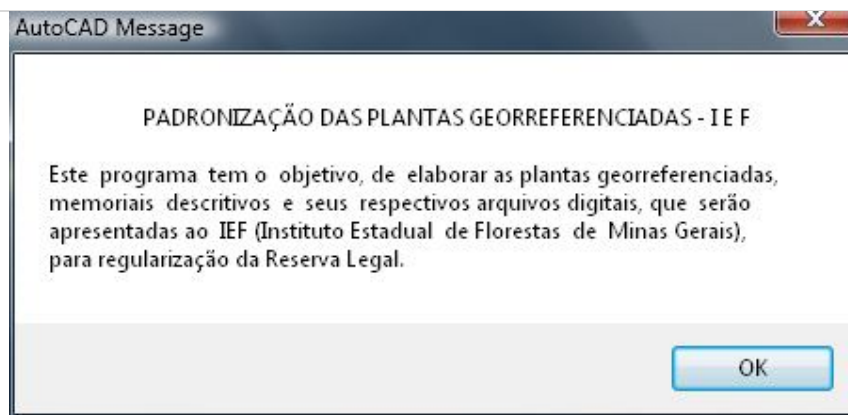 AutoCAD Message
PADRONIZAÇÃO DAS PLANTAS GEORREFERENCIADAS - I E F
Este programa tem o objetivo, de elaborar as plantas georreferenciadas,
memoriais descritivos e seus respectivos arquivos digitais, que serão
apresentadas ao IEF (Instituto Estadual de Florestas de Minas Gerais),
para regularização da Reserva Legal.
OK